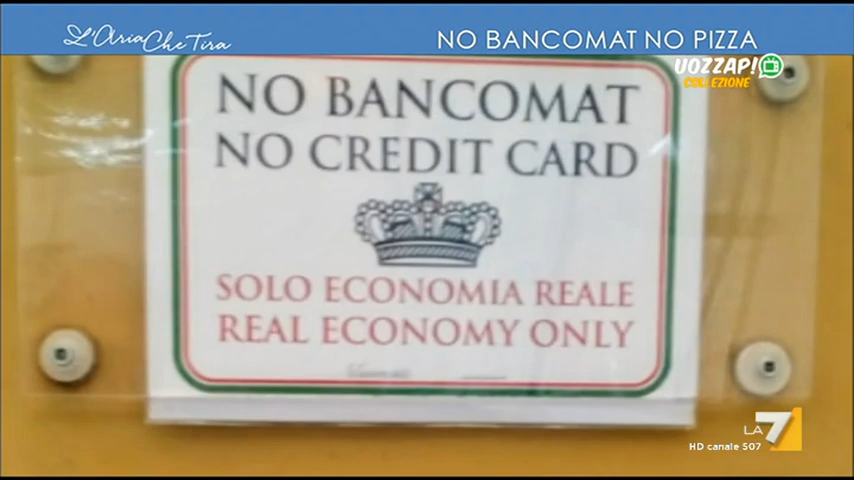 L'Aria Che Tira
NO BANCOMAT NO PIZZA
UOZZAP!
COLLEZIONE
NO BANCOMAT
NO CREDIT CARD
SOLO ECONOMIA REALE
REAL ECONOMY ONLY
LA 7
HD canale 507